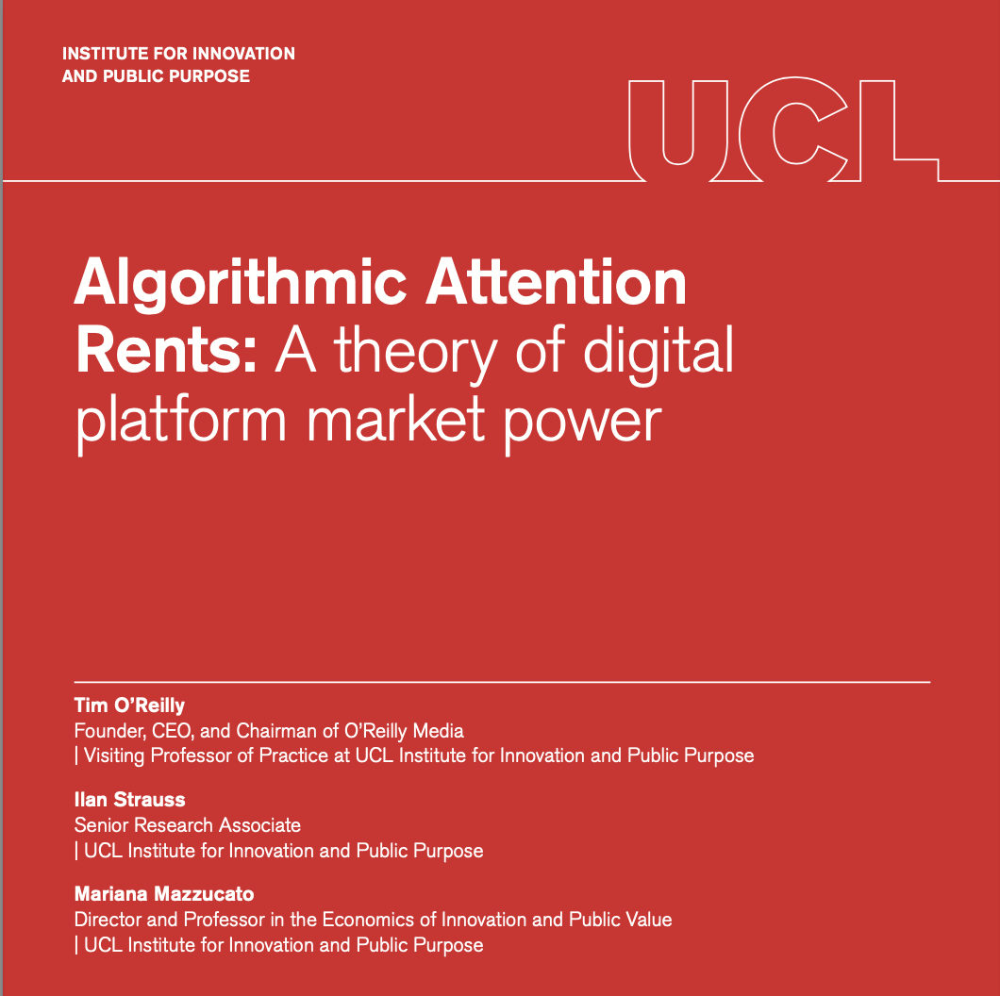 INSTITUTE FOR INNOVATION
AND PUBLIC PURPOSE
UCL
Algorithmic Attention
Rents: A theory of digital
platform market power
Tim O’Reilly
Founder, CEO, and Chairman of O’Reilly Media
| Visiting Professor of Practice at UCL Institute for Innovation and Public Purpose
Ilan Strauss
Senior Research Associate
| UCL Institute for Innovation and Public Purpose
Mariana Mazzucato
Director and Professor in the Economics of Innovation and Public Value
| UCL Institute for Innovation and Public Purpose